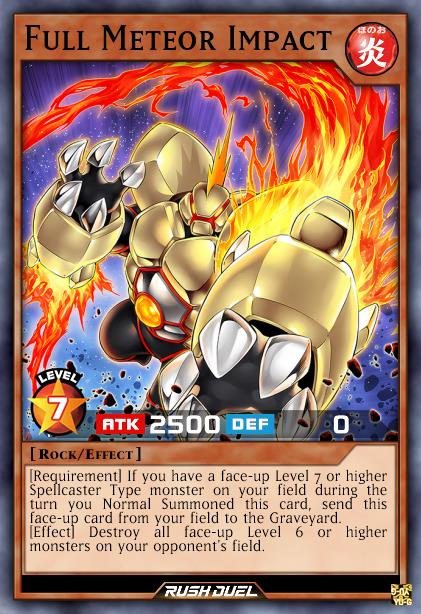 FULL METEOR IMPACT
ほのお
炎
LEVEL
7
ATK 2500 DEF 0
[ROCK/EFFECT]
[Requirement] If you have a face-up Level 7 or higher
Spellcaster Type monster on your field during the
turn you Normal Summoned this card, send this
face-up card from your field to the Graveyard.
[Effect] Destroy all face-up Level 6 or higher
monsters on your opponent's field.
RUSH DUEL